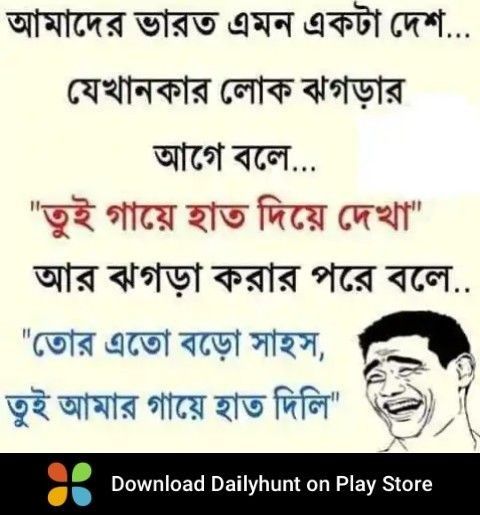 আমাদের ভারত এমন একটা দেশ...
যেখানকার লোক ঝগড়ার
আগে বলে...
"তুই গায়ে হাত দিয়ে দেখা"
আর ঝগড়া করার পরে বলে..
"তোর এতো বড়ো সাহস,
তুই আমার গায়ে হাত দিলি"
Download Dailyhunt on Play Store